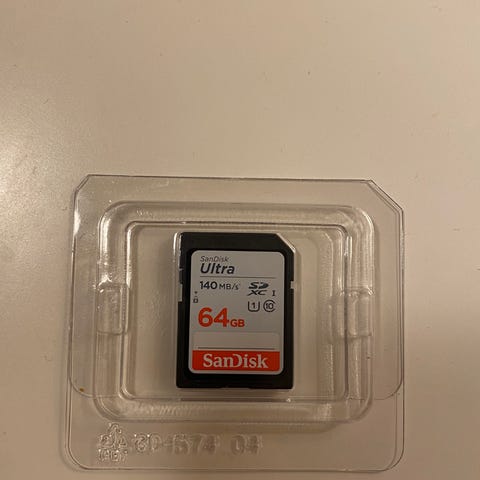 SanDisk
Ultra
140 MB/s SD XC I
U1 10
64GB
SanDisk